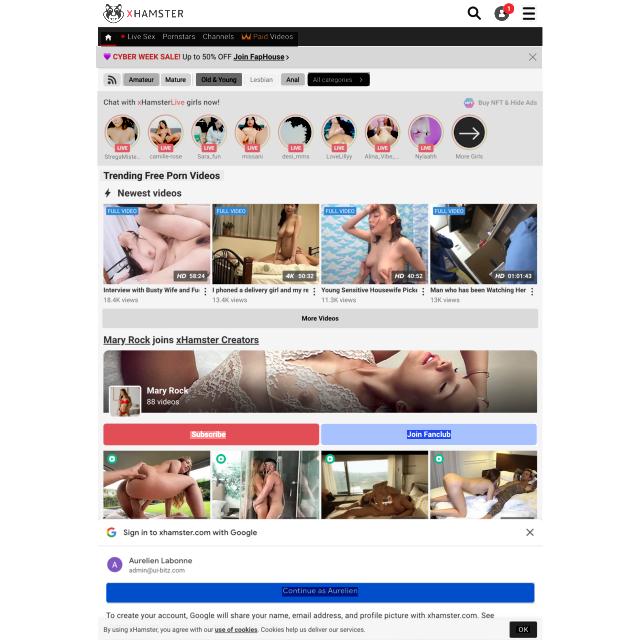 XHAMSTER
1
Live Sex Pornstars Channels Paid Videos
CYBER WEEK SALE! Up to 50% OFF Join FapHouse >
Amateur Mature Old & Young Lesbian Anal All categories >
Chat with xHamsterLive girls now!
Buy NFT & Hide Ads
LIVE LIVE LIVE LIVE LIVE LIVE LIVE LIVE
StregaMiste.. camille-rose Sara_fun missani desi_mms LoveLillyy Alina_Vibe_... Nylaahh More Girls
Trending Free Porn Videos
Newest videos
FULL VIDEO FULL VIDEO FULL VIDEO FULL VIDEO
HD 58:24 4K 50:32 HD 40:52 HD 01:01:43
Interview with Busty Wife and Fu I phoned a delivery girl and my re Young Sensitive Housewife Picke Man who has been Watching Her
18.4K views 13.4K views 11.3K views 13K views
More Videos
Mary Rock joins xHamster Creators
Mary Rock
88 videos
Subscribe Join Fanclub
Sign in to xhamster.com with Google
A
Aurelien Labonne
admin@ui-bitz.com
Continue as Aurelien
To create your account, Google will share your name, email address, and profile picture with xhamster.com. See
By using xHamster, you agree with our use of cookies. Cookies help us deliver our services.
OK